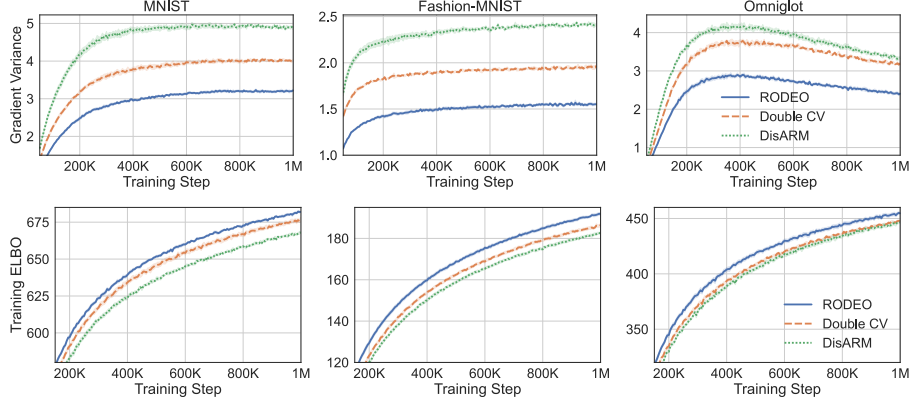 MNIST
Fashion-MNIST
Omniglot
Gradient Variance
5
4
3
2
200K 400K 600K 800K 1M
Training Step
2.5
2.0
1.5
1.0
200K 400K 600K 800K 1M
Training Step
4
3
2
1
RODEO
Double CV
DisARM
200K 400K 600K 800K 1M
Training Step
Training ELBO
675
650
625
600
200K 400K 600K 800K 1M
Training Step
180
160
140
120
200K 400K 600K 800K 1M
Training Step
450
400
350
RODEO
Double CV
DisARM
200K 400K 600K 800K 1M
Training Step